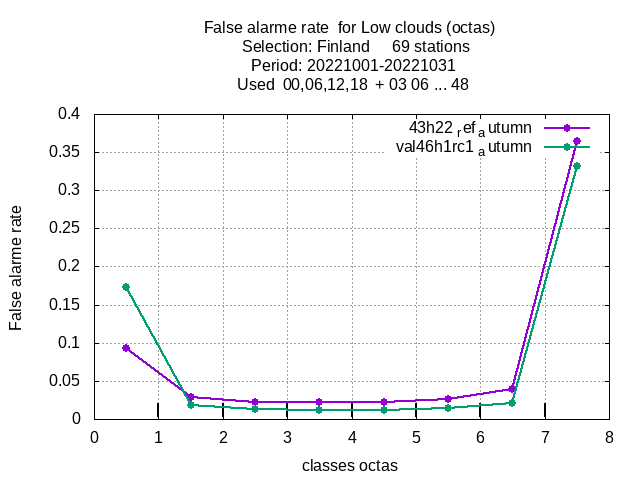 False alarme rate  for Low clouds (octas)
Selection: Finland     69 stations
Period: 20221001-20221031
Used  00,06,12,18  + 03 06 ... 48
0.4
43h22 ref autumn
val46h1rc1 autumn
0.35
0.3
0.25
0.2
0.15
0.1
0.05
0
False alarme rate
0 1 2 3 4 5 6 7 8
classes octas